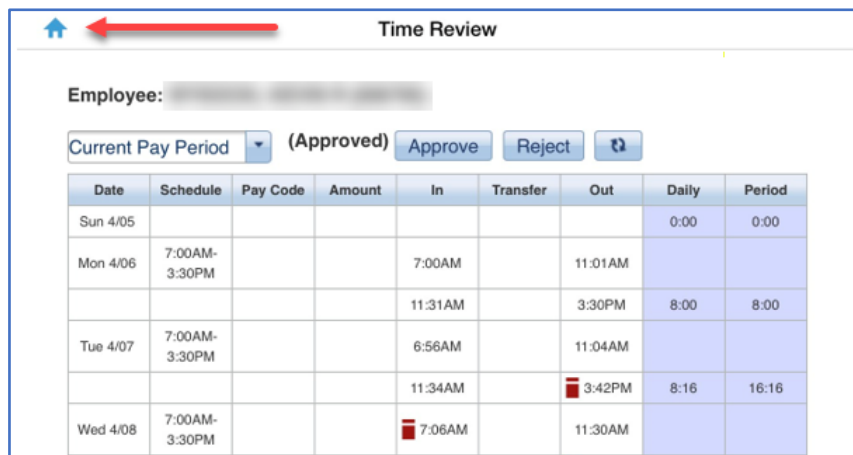 Time Review
Employee:
Current Pay Period (Approved) Approve Reject
Date Schedule Pay Code Amount In Transfer Out Daily Period
Sun 4/05 0:00 0:00
Mon 4/06 7:00AM- 7:00AM 11:01AM
3:30PM
11:31AM 3:30PM 8:00 8:00
Tue 4/07 7:00AM- 6:56AM 11:04AM
3:30PM
11:34AM 3:42PM 8:16 16:16
Wed 4/08 7:00AM- 7:06AM 11:30AM
3:30PM